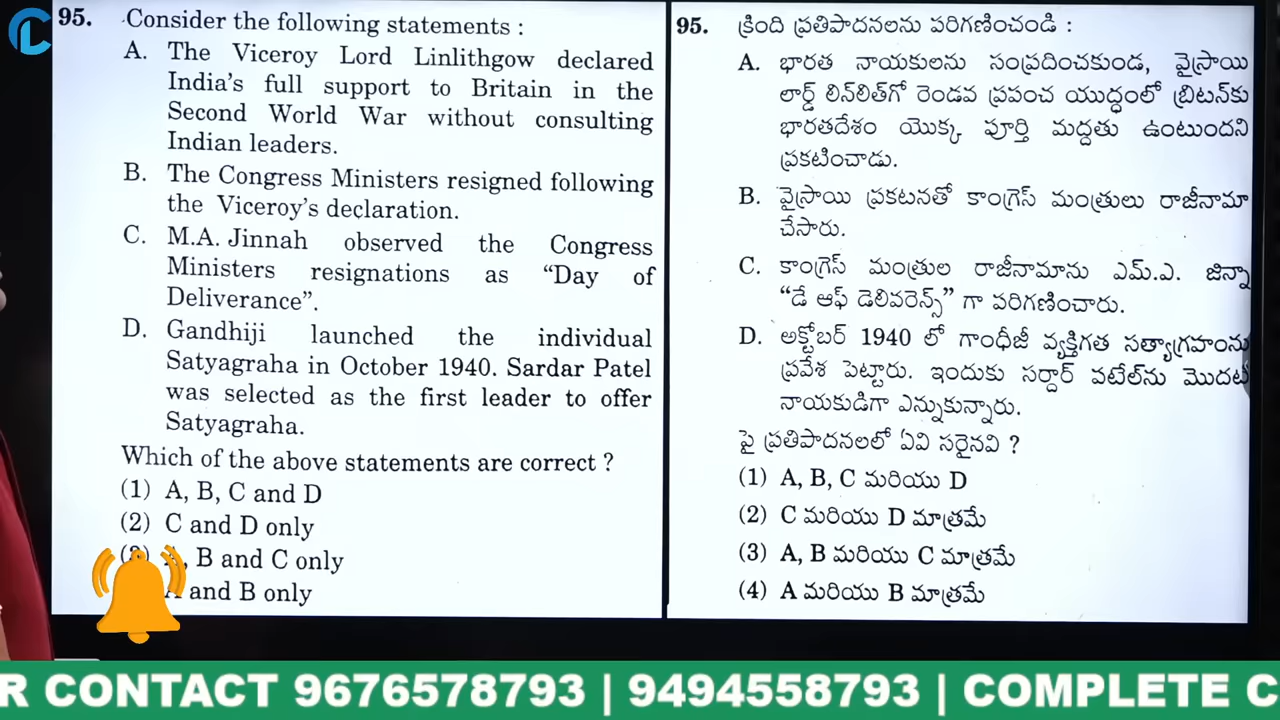 95. Consider the following statements :
A. The Viceroy Lord Linlithgow declared
India's full support to Britain in the
Second World War without consulting
Indian leaders.
B. The Congress Ministers resigned following
the Viceroy's declaration.
C. M.A. Jinnah observed the Congress
Ministers resignations as “Day of
Deliverance”.
D. Gandhiji launched the individual
Satyagraha in October 1940. Sardar Patel
was selected as the first leader to offer
Satyagraha.
Which of the above statements are correct ?
(1) A, B, C and D
(2) C and D only
B and C only
and B only
95. క్రింది ప్రతిపాదనలను పరిగణించండి :
A. భారత నాయకులను సంప్రదించకుండ, వైస్రాయి
లార్డ్ లిన్‌లిత్‌గో రెండవ ప్రపంచ యుద్ధంలో బ్రిటన్‌కు
భారతదేశం యొక్క పూర్తి మద్దతు ఉంటుందని
ప్రకటించాడు.
B. వైస్రాయి ప్రకటనతో కాంగ్రెస్ మంత్రులు రాజీనామా
చేసారు.
C. కాంగ్రెస్ మంత్రుల రాజీనామాను ఎమ్.ఎ. జిన్నా
“డే ఆఫ్ డెలివరెన్స్” గా పరిగణించారు.
D. అక్టోబర్ 1940 లో గాంధీజీ వ్యక్తిగత సత్యాగ్రహంను
ప్రవేశ పెట్టారు. ఇందుకు సర్దార్ పటేల్‌ను మొదట
నాయకుడిగా ఎన్నుకున్నారు.
పై ప్రతిపాదనలలో ఏవి సరైనవి ?
(1) A, B, C మరియు D
(2) C మరియు D మాత్రమే
(3) A, B మరియు C మాత్రమే
(4) A మరియు B మాత్రమే
R CONTACT 9676578793 | 9494558793 | COMPLETE C